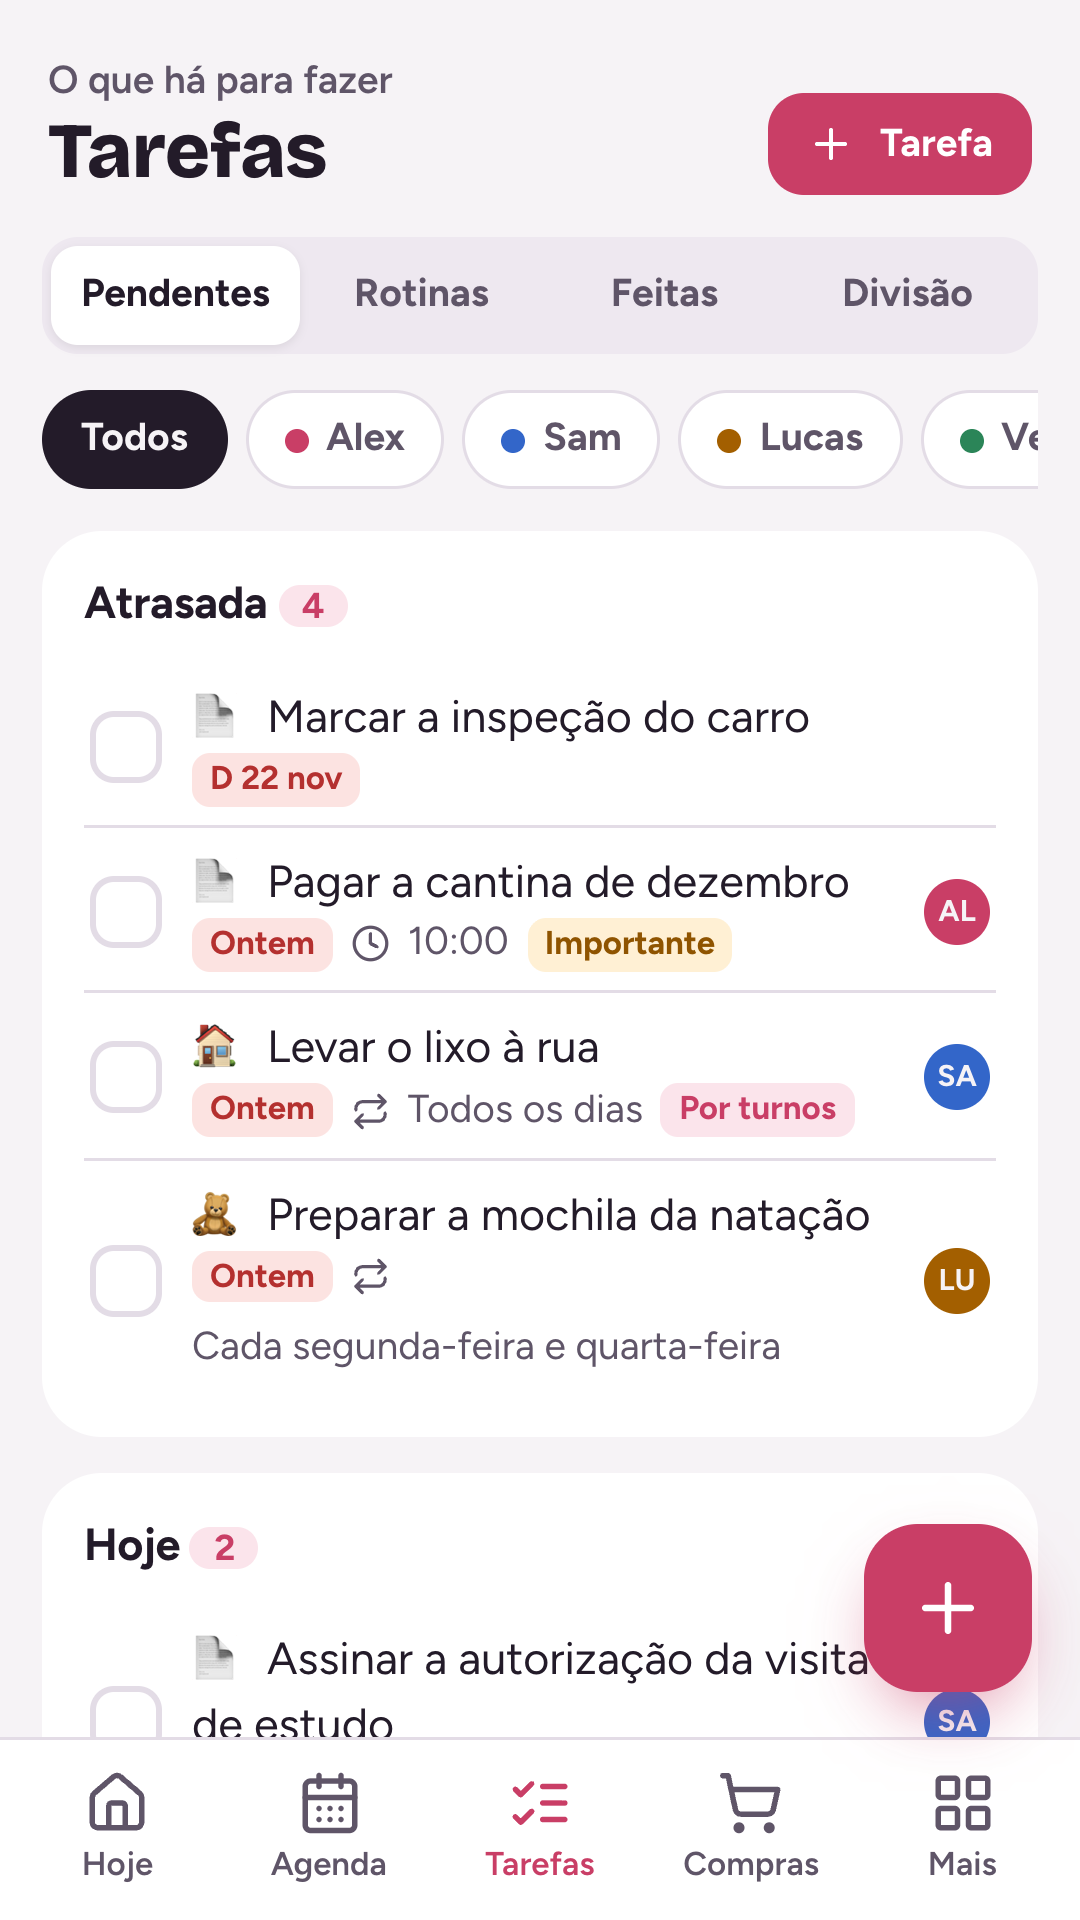 O que há para fazer
Tarefas
Tarefa
Pendentes Rotinas Feitas Divisão
Todos Alex Sam Lucas
Atrasada 4
Marcar a inspeção do carro
D 22 nov
Pagar a cantina de dezembro
AL
Ontem 10:00 Importante
Levar o lixo à rua
SA
Ontem Todos os dias Por turnos
Preparar a mochila da natação
Ontem
LU
Cada segunda-feira e quarta-feira
Hoje 2
Assinar a autorização da visita
de estudo
SA
Hoje Agenda Tarefas Compras Mais